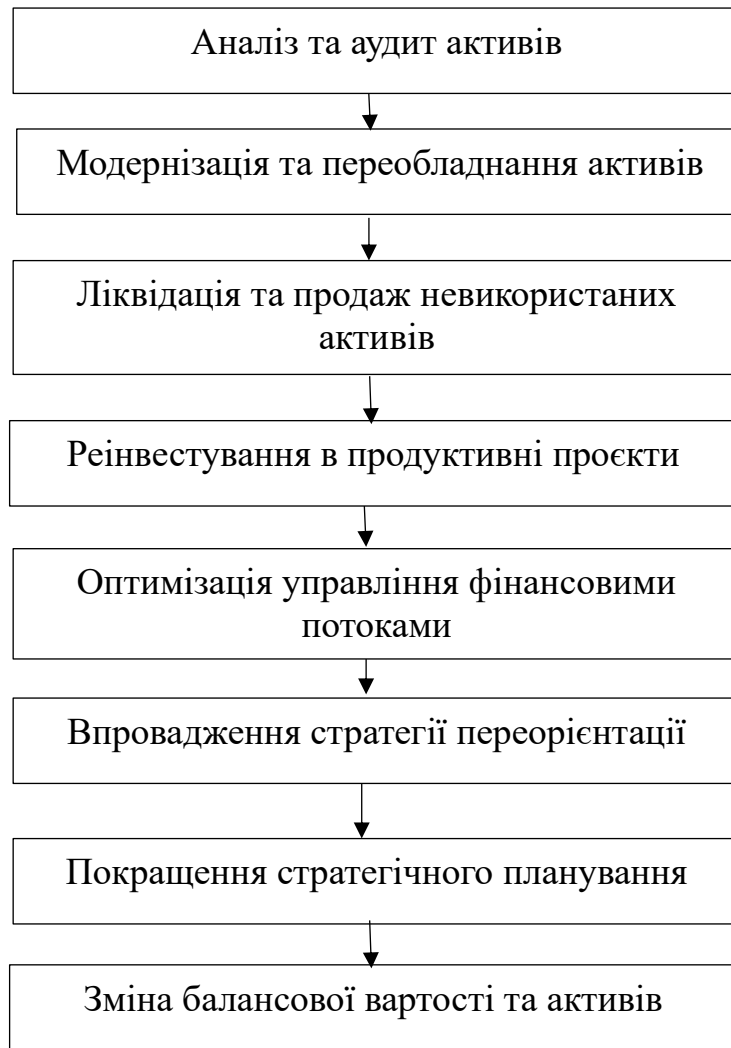 Аналіз та аудит активів
Модернізація та переобладнання активів
Ліквідація та продаж невикористаних
активів
Реінвестування в продуктивні проєкти
Оптимізація управління фінансовими
потоками
Впровадження стратегії переорієнтації
Покращення стратегічного планування
Зміна балансової вартості та активів